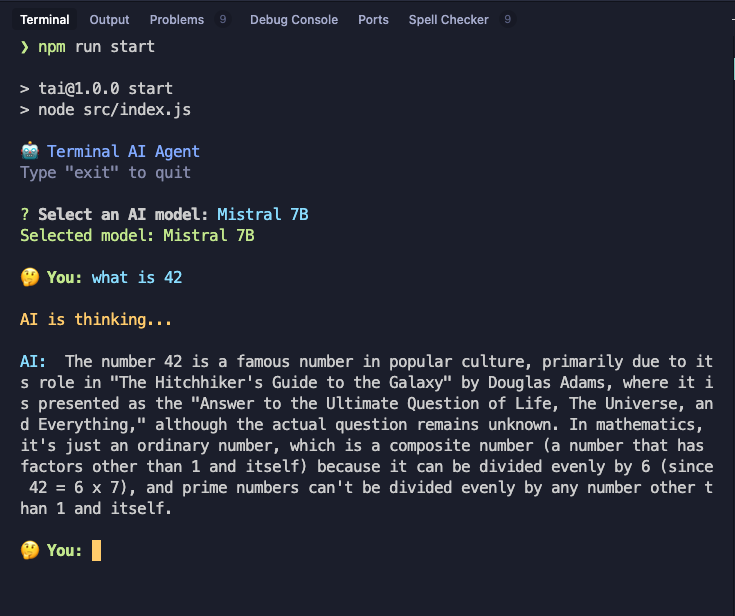 Terminal Output Problems 9 Debug Console Ports Spell Checker 9
❯ npm run start
> tai@1.0.0 start
> node src/index.js
🤖 Terminal AI Agent
Type "exit" to quit
? Select an AI model: Mistral 7B
Selected model: Mistral 7B
🤔 You: what is 42
AI is thinking...
AI:  The number 42 is a famous number in popular culture, primarily due to it
s role in "The Hitchhiker's Guide to the Galaxy" by Douglas Adams, where it i
s presented as the "Answer to the Ultimate Question of Life, The Universe, an
d Everything," although the actual question remains unknown. In mathematics,
it's just an ordinary number, which is a composite number (a number that has
factors other than 1 and itself) because it can be divided evenly by 6 (since
 42 = 6 x 7), and prime numbers can't be divided evenly by any number other t
han 1 and itself.
🤔 You: